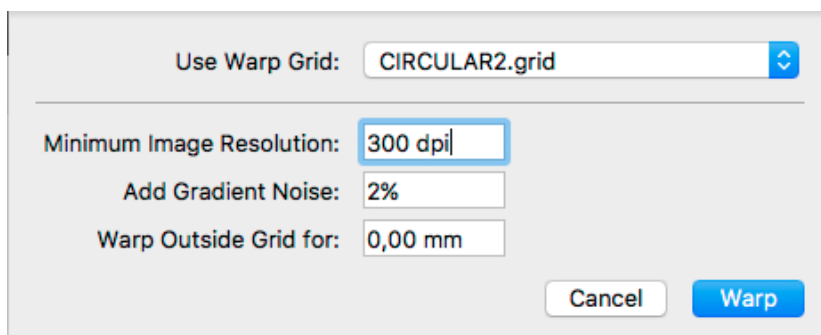 Use Warp Grid: CIRCULAR2.grid
Minimum Image Resolution: 300 dpi
Add Gradient Noise: 2%
Warp Outside Grid for: 0,00 mm
Cancel Warp